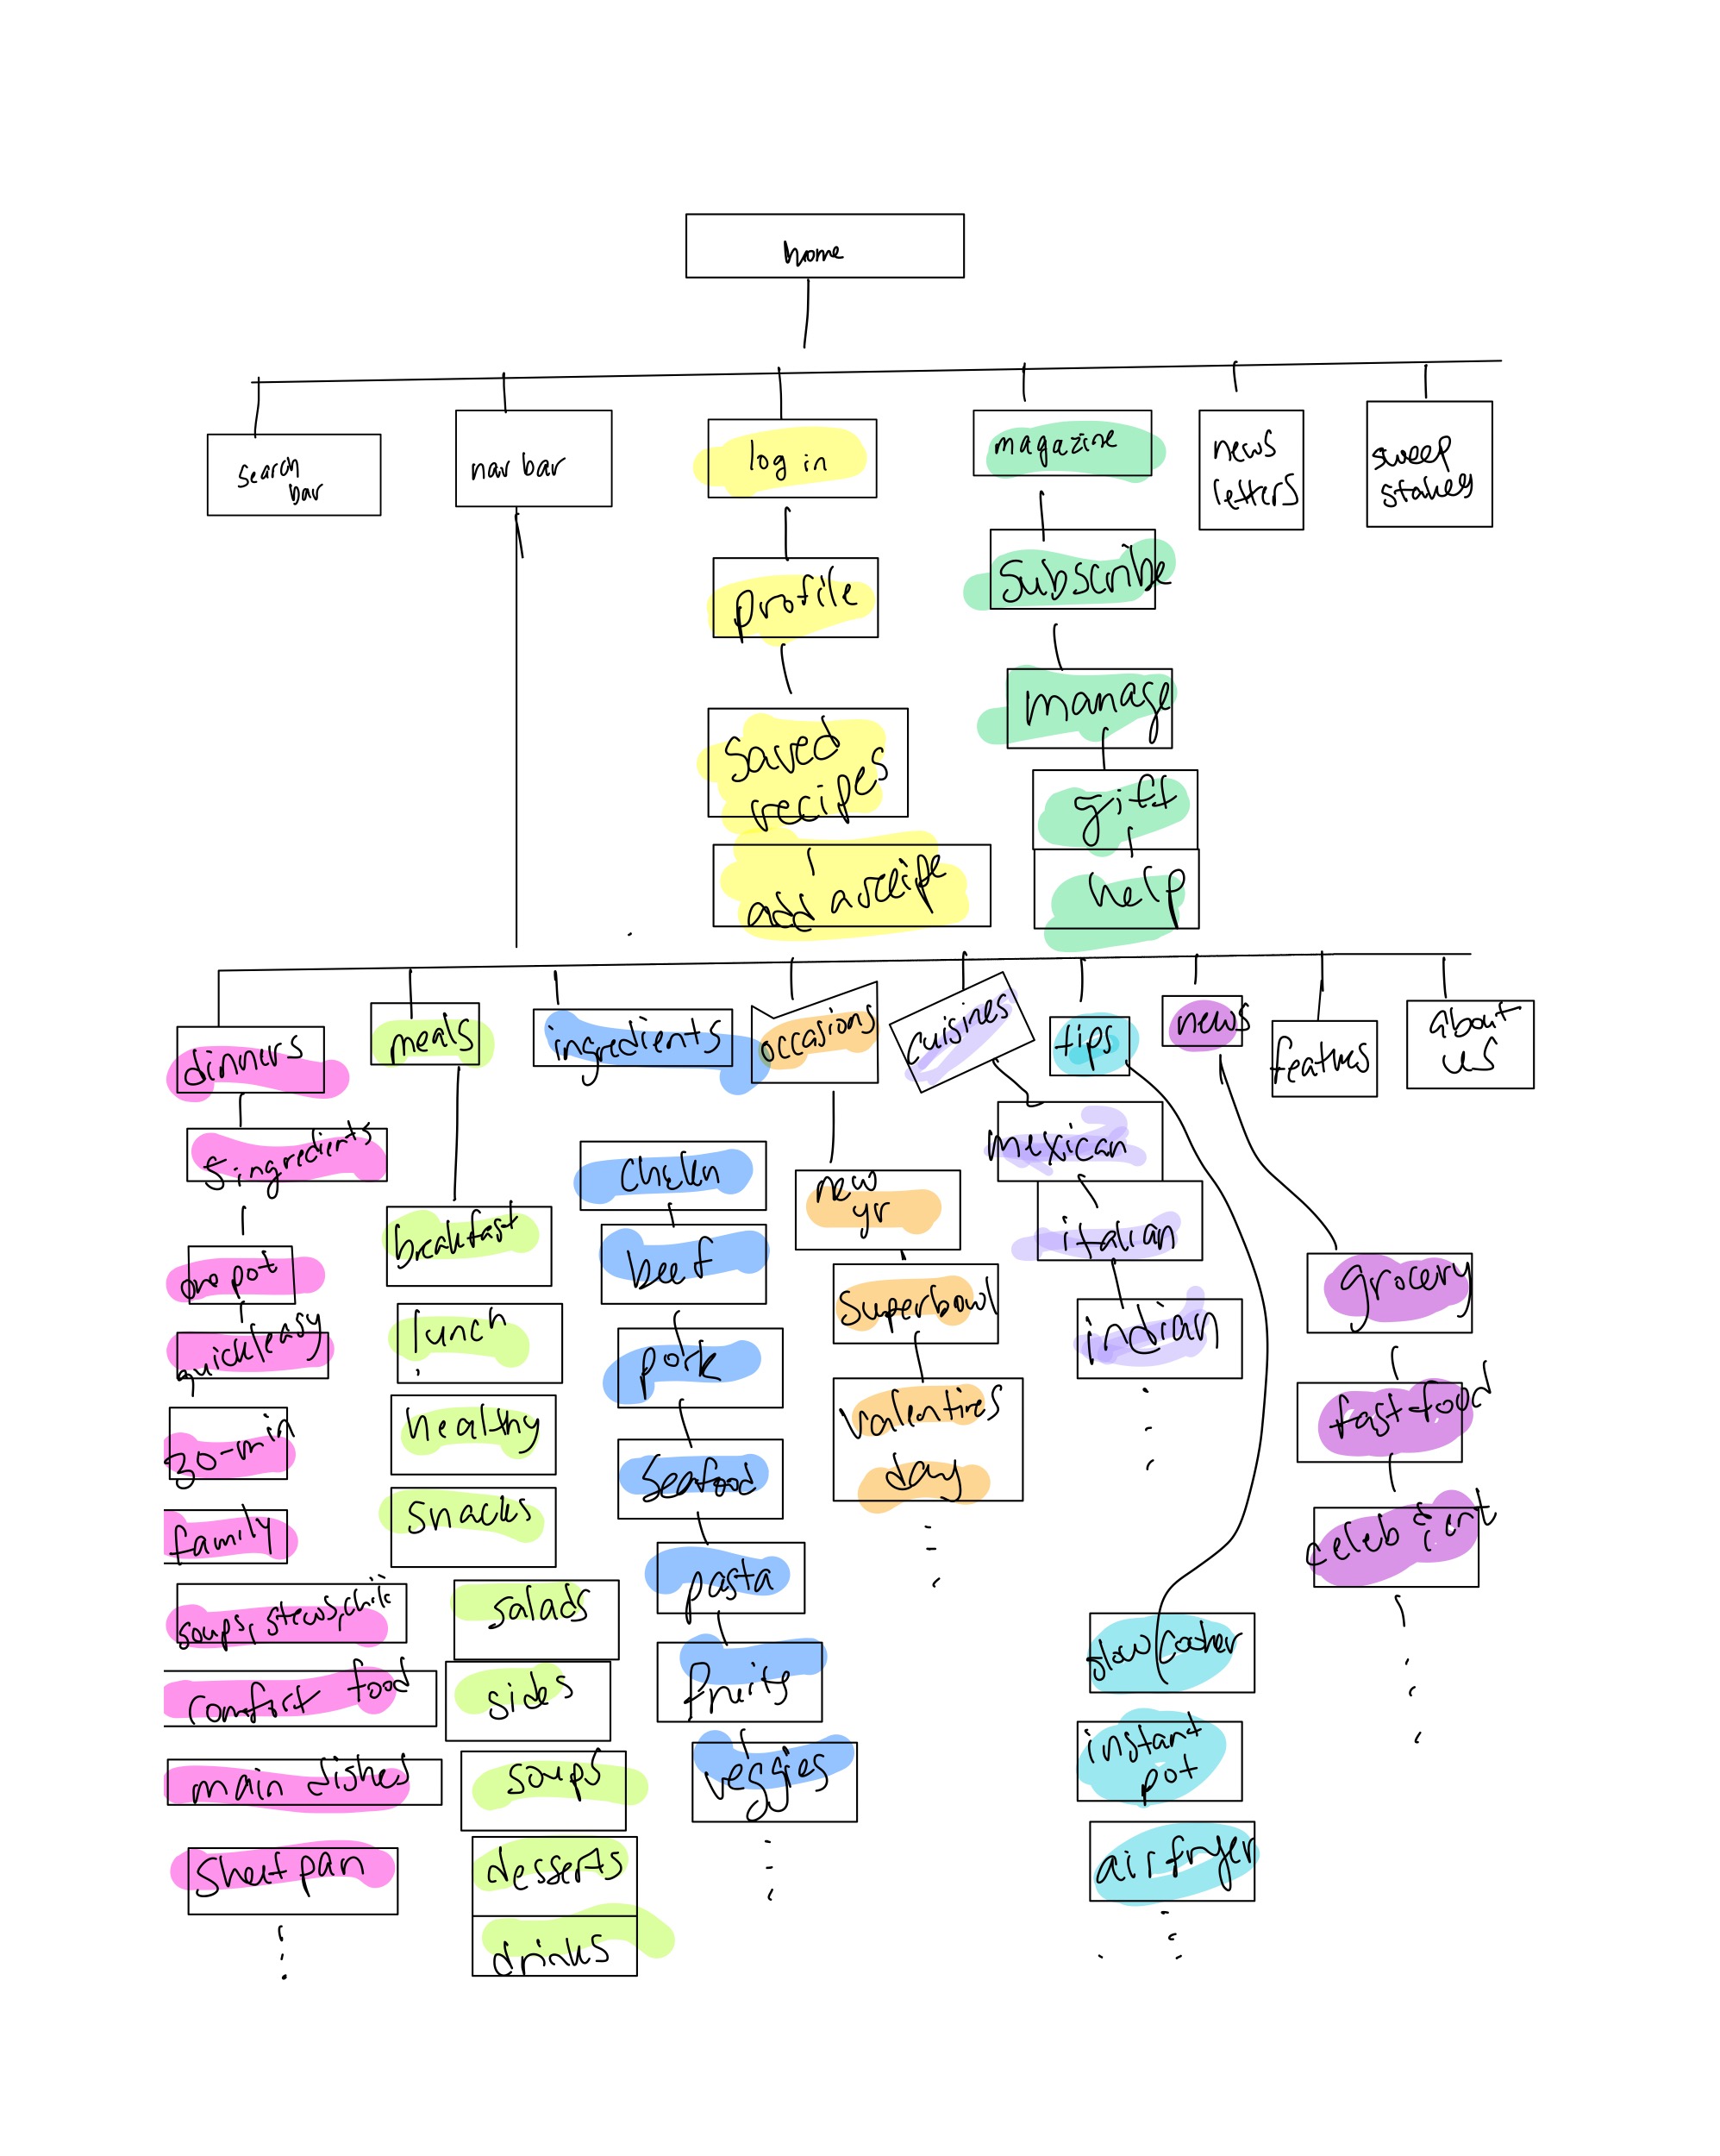 home
search
bar
nav bar
log in
magazine
news
letters
sweep
stakes
profile
subscribe
saved
recipes
manage
gift
add a recipe
help
dinners
meals
ingredients
occasions
cuisines
tips
news
features
about
us
5 ingredients
one pot
quick/easy
30-min
family
soups, stews, chili
comfort food
main dishes
sheet pan
breakfast
lunch
healthy
snacks
salads
sides
soups
desserts
drinks
chicken
beef
pork
seafood
pasta
fruits
veggies
new
yr
superbowl
valentines
day
mexican
italian
indian
slow cooker
instant
pot
air fryer
grocery
fast-food
celeb & ent